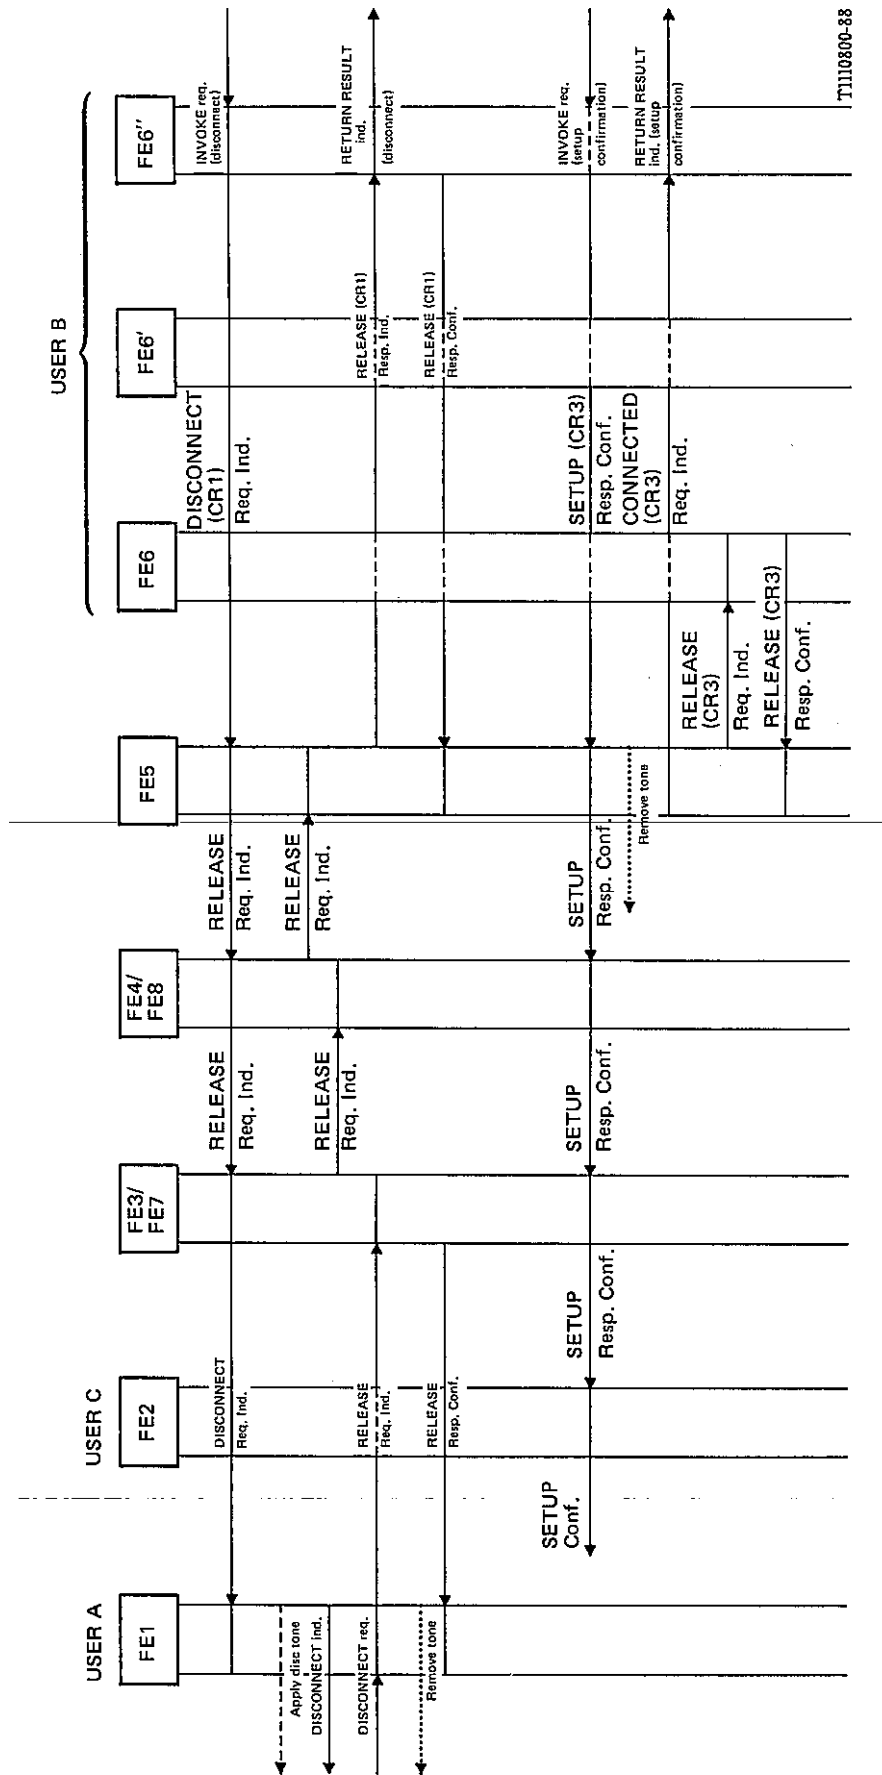 USER A
USER C
USER B
FE1
FE2
FE3/
FE7
FE4/
FE8
FE5
FE6
FE6'
FE6''
INVOKE req.
(disconnect)
DISCONNECT
(CR1)
Req. Ind.
RELEASE
Req. Ind.
RELEASE
Req. Ind.
DISCONNECT
Req. Ind.
Apply disc tone
RELEASE
Req. Ind.
DISCONNECT ind.
RELEASE
Req. Ind.
DISCONNECT req.
RELEASE
Req. Ind.
RELEASE (CR1)
Resp. Ind.
RETURN RESULT
ind.
(disconnect)
Remove tone
RELEASE
Resp. Conf.
RELEASE (CR1)
Resp. Conf.
INVOKE req.
(setup
confirmation)
SETUP (CR3)
Resp. Conf.
SETUP
Resp. Conf.
SETUP
Resp. Conf.
SETUP
Resp. Conf.
SETUP
Conf.
Remove tone
CONNECTED
(CR3)
Req. Ind.
RETURN RESULT
ind. (setup
confirmation)
RELEASE
(CR3)
Req. Ind.
RELEASE (CR3)
Resp. Conf.
T1110800-88